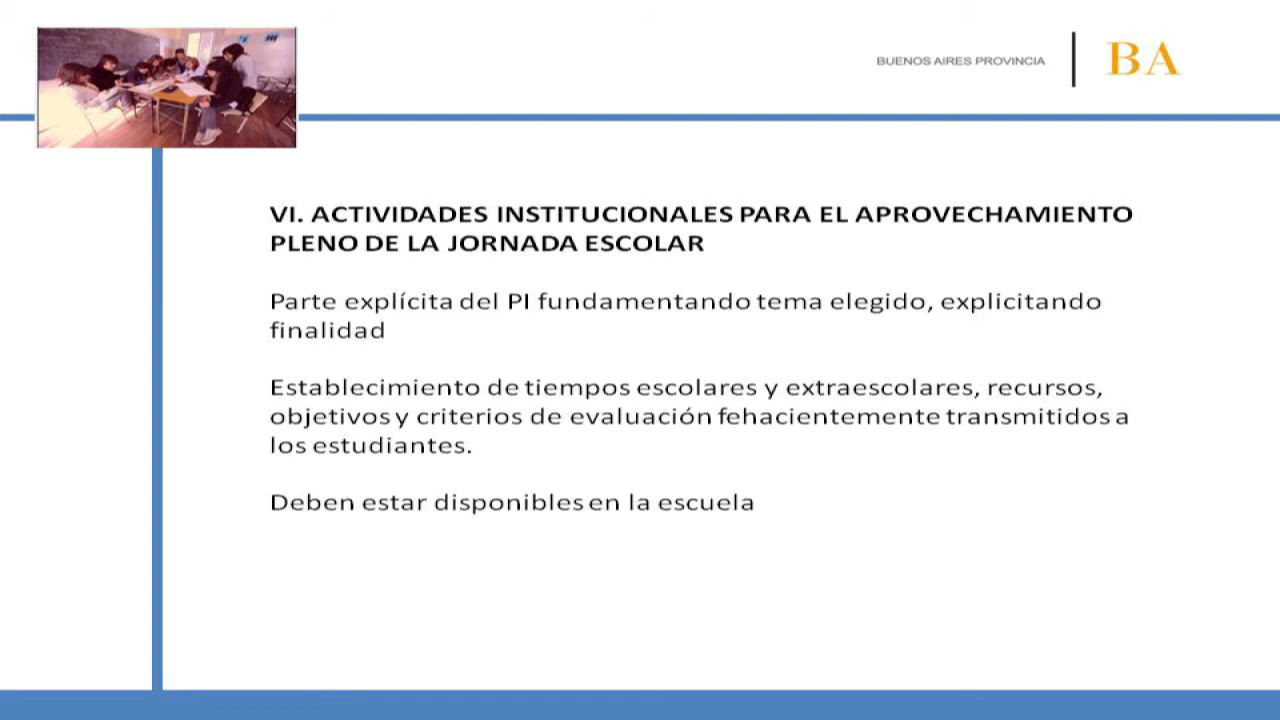 BUENOS AIRES PROVINCIA
BA
VI. ACTIVIDADES INSTITUCIONALES PARA EL APROVECHAMIENTO
PLENO DE LA JORNADA ESCOLAR
Parte explícita del PI fundamentando tema elegido, explicitando
finalidad
Establecimiento de tiempos escolares y extraescolares, recursos,
objetivos y criterios de evaluación fehacientemente transmitidos a
los estudiantes.
Deben estar disponibles en la escuela